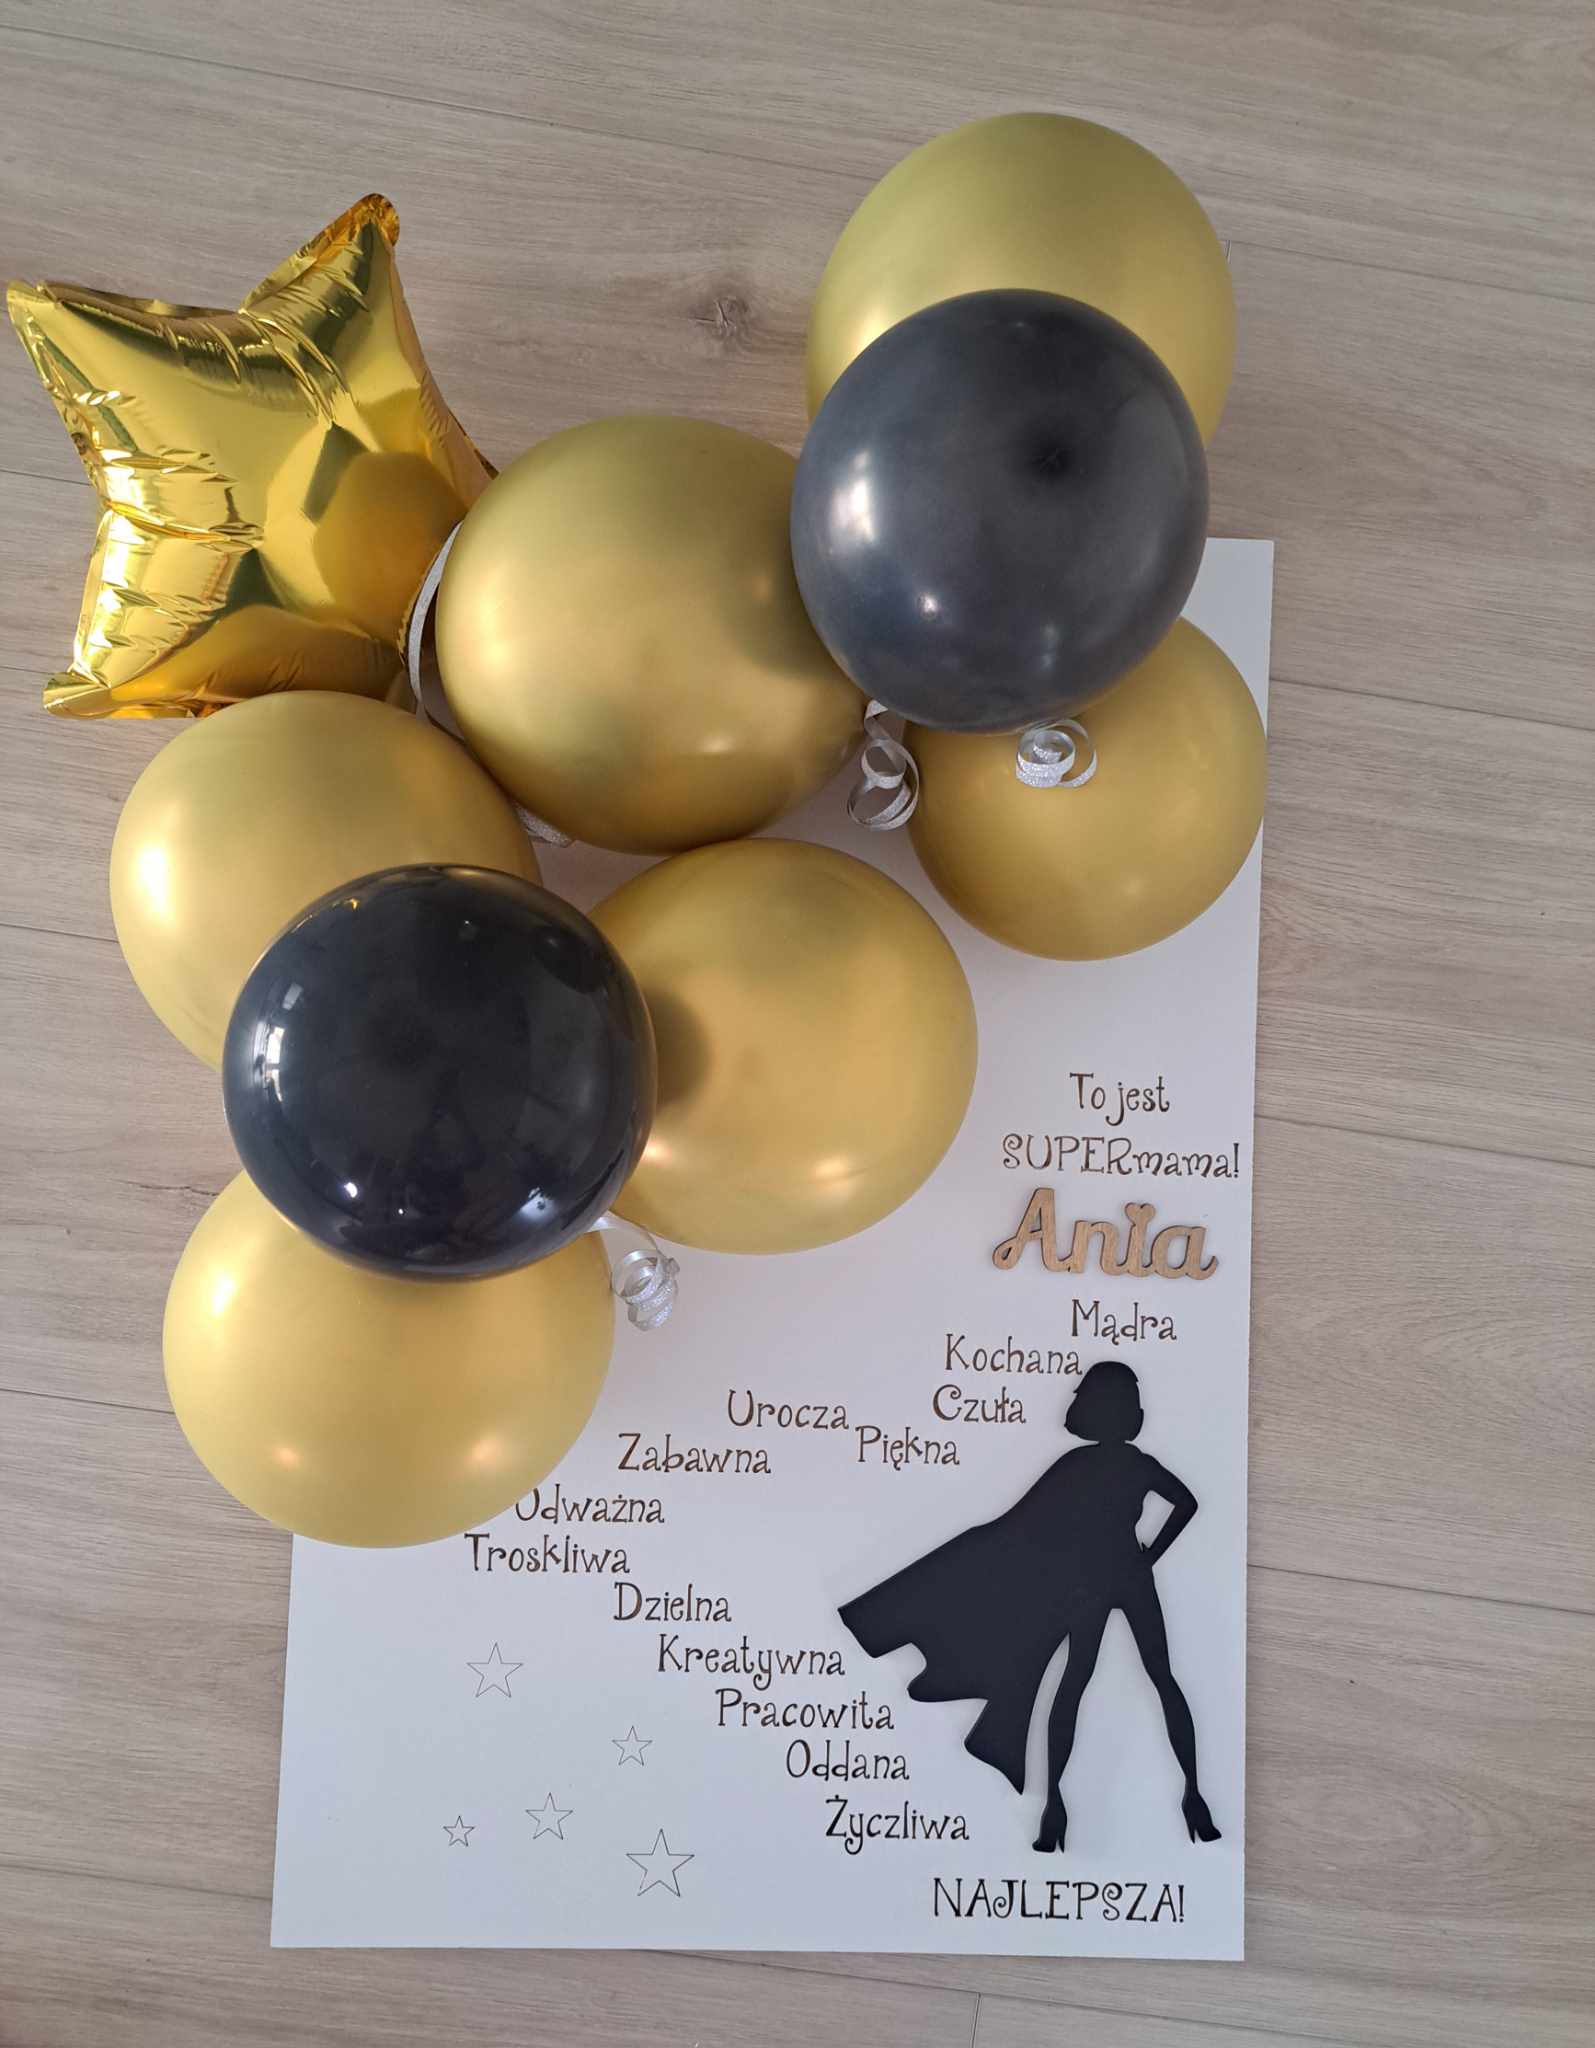 To jest
SUPERmama!
Ania
Mądra
Kochana
Czuła
Urocza
Piękna
Zabawna
Odważna
Troskliwa
Dzielna
Kreatywna
Pracowita
Oddana
Życzliwa
NAJLEPSZA!